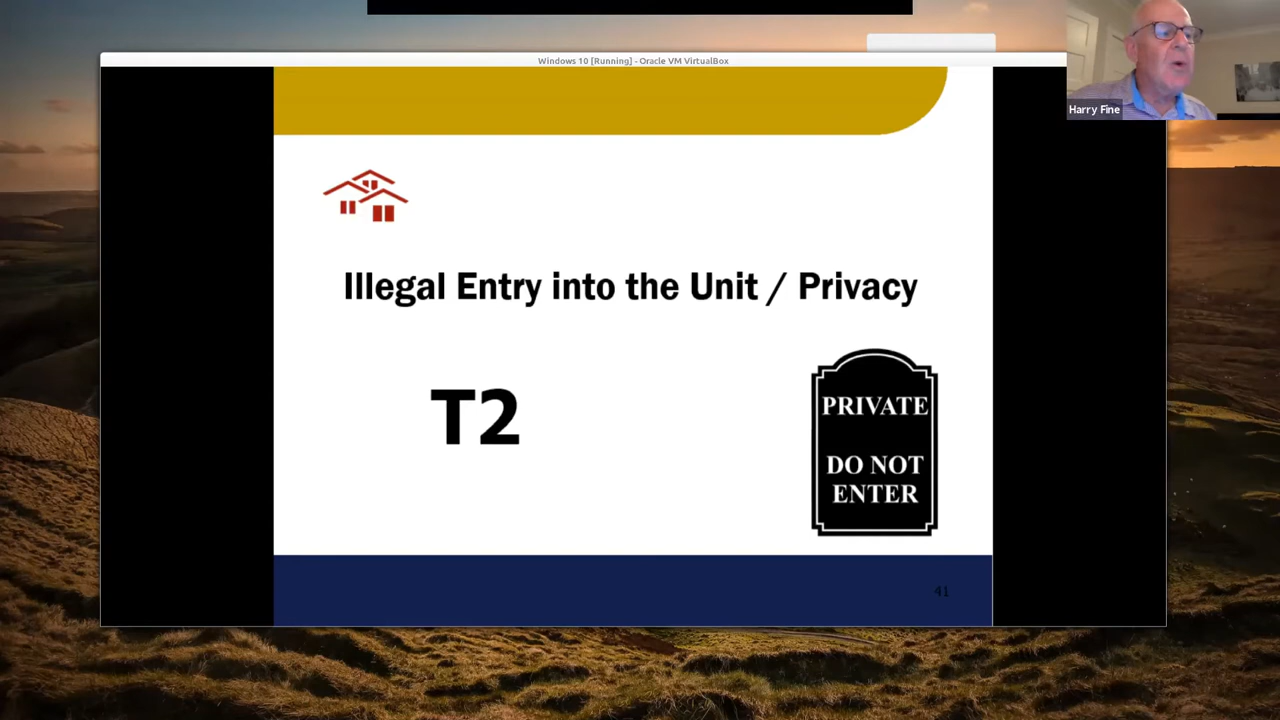 Windows 10 [Running] - Oracle VM VirtualBox
Harry Fine
Illegal Entry into the Unit / Privacy
T2
PRIVATE
DO NOT
ENTER
41